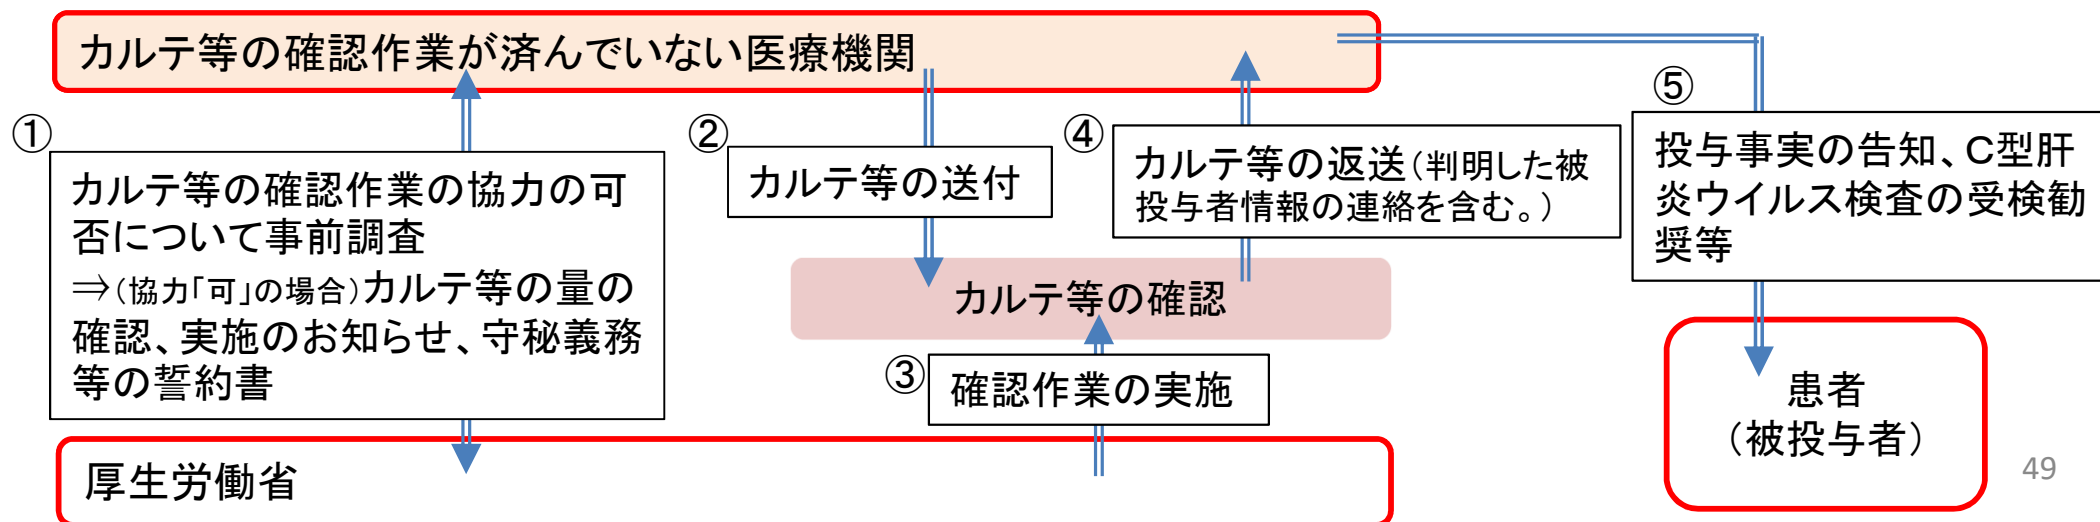 カルテ等の確認作業が済んでいない医療機関
①
カルテ等の確認作業の協力の可
否について事前調査
⇒(協力「可」の場合)カルテ等の量の
確認、実施のお知らせ、守秘義務
等の誓約書
②
カルテ等の送付
④
カルテ等の返送(判明した被
投与者情報の連絡を含む。)
⑤
投与事実の告知、C型肝
炎ウイルス検査の受検勧
奨等
カルテ等の確認
③
確認作業の実施
患者
(被投与者)
厚生労働省
49